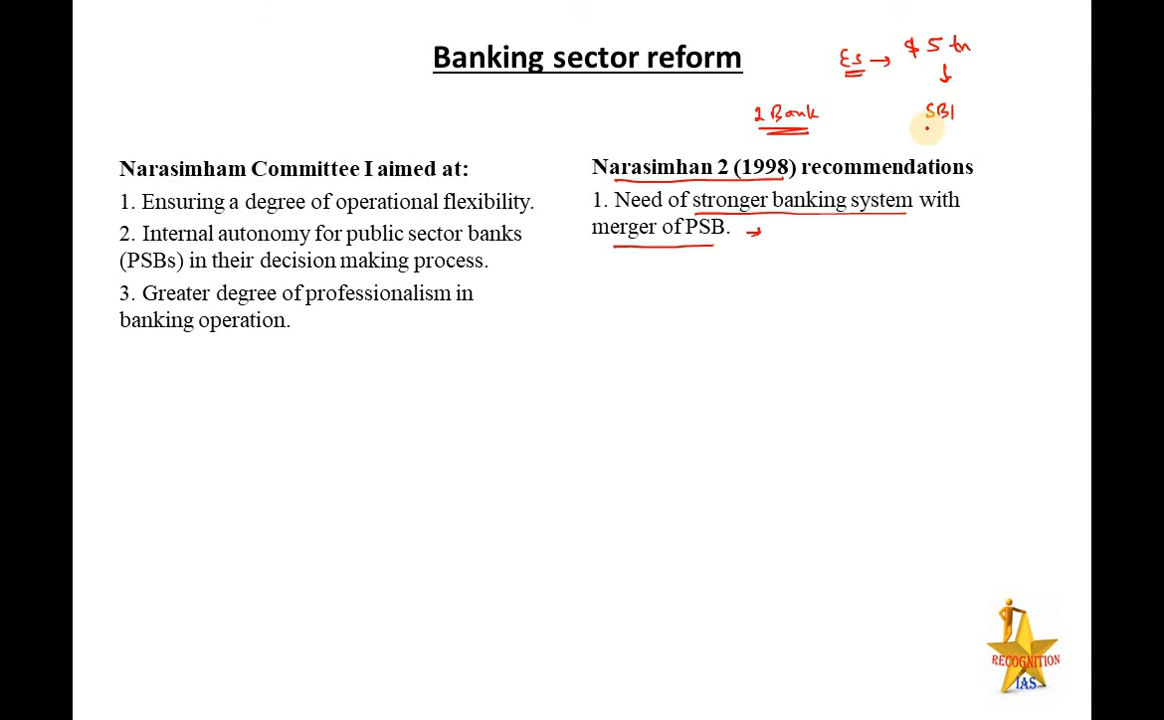 Banking sector reform
ES → $ 5 tn
↓
2 Bank
SBI
Narasimham Committee I aimed at:
1. Ensuring a degree of operational flexibility.
2. Internal autonomy for public sector banks
(PSBs) in their decision making process.
3. Greater degree of professionalism in
banking operation.
Narasimhan 2 (1998) recommendations
1. Need of stronger banking system with
merger of PSB. →
RECOGNITION
IAS